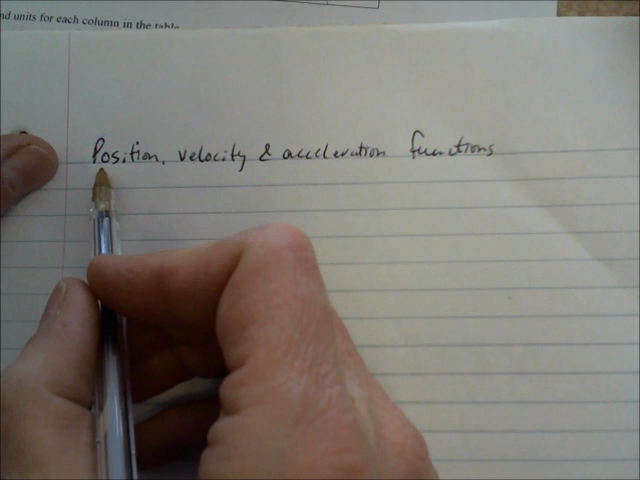 nd units for each column in the table
Position, velocity & acceleration functions